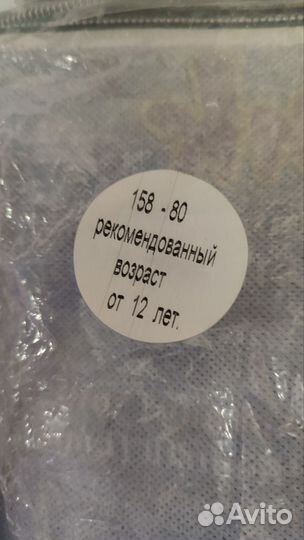 158 - 80
рекомендованный
возраст
от 12 лет.
Avito